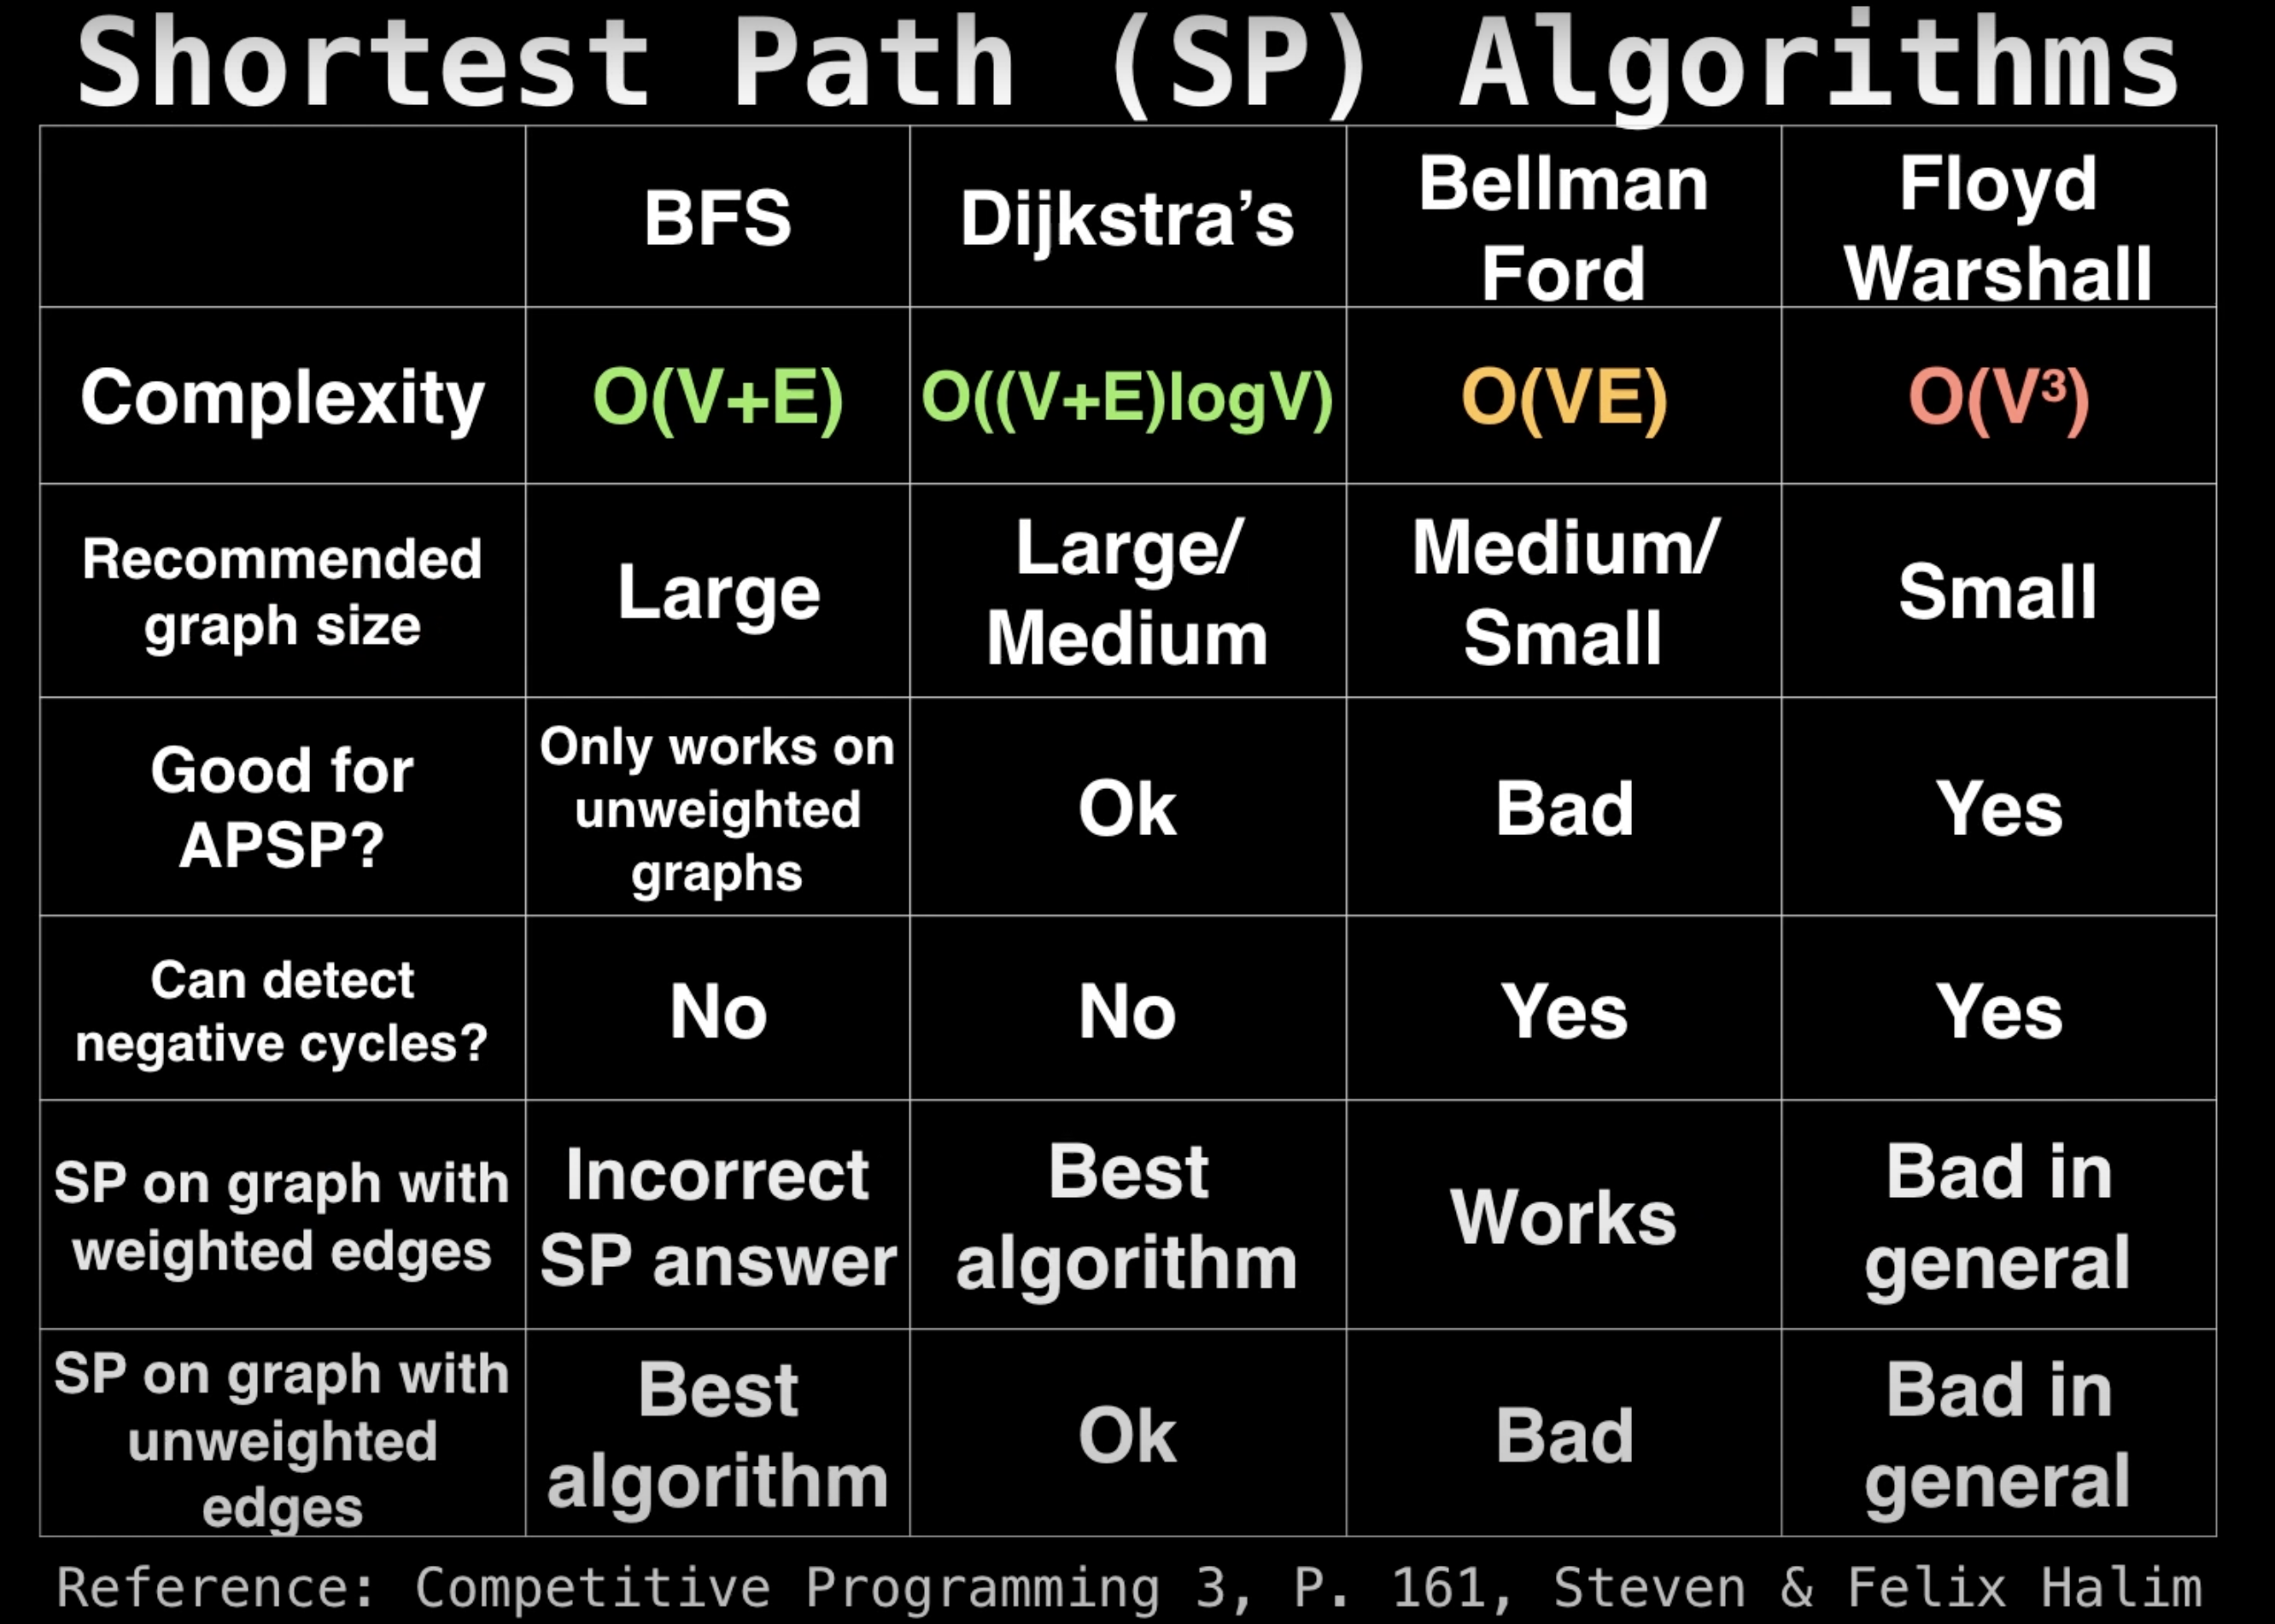 Shortest Path (SP) Algorithms
BFS
Dijkstra’s
Bellman
Ford
Floyd
Warshall
Complexity
O(V+E)
O((V+E)logV)
O(VE)
O(V³)
Recommended
graph size
Large
Large/
Medium
Medium/
Small
Small
Good for
APSP?
Only works on
unweighted
graphs
Ok
Bad
Yes
Can detect
negative cycles?
No
No
Yes
Yes
SP on graph with
weighted edges
Incorrect
SP answer
Best
algorithm
Works
Bad in
general
SP on graph with
unweighted
edges
Best
algorithm
Ok
Bad
Bad in
general
Reference: Competitive Programming 3, P. 161, Steven & Felix Halim